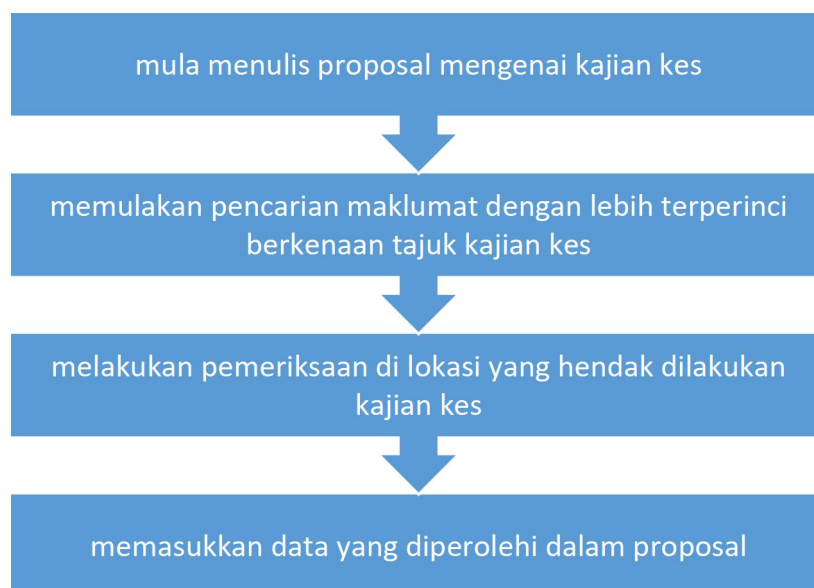 mula menulis proposal mengenai kajian kes
memulakan pencarian maklumat dengan lebih terperinci
berkenaan tajuk kajian kes
melakukan pemeriksaan di lokasi yang hendak dilakukan
kajian kes
memasukkan data yang diperolehi dalam proposal